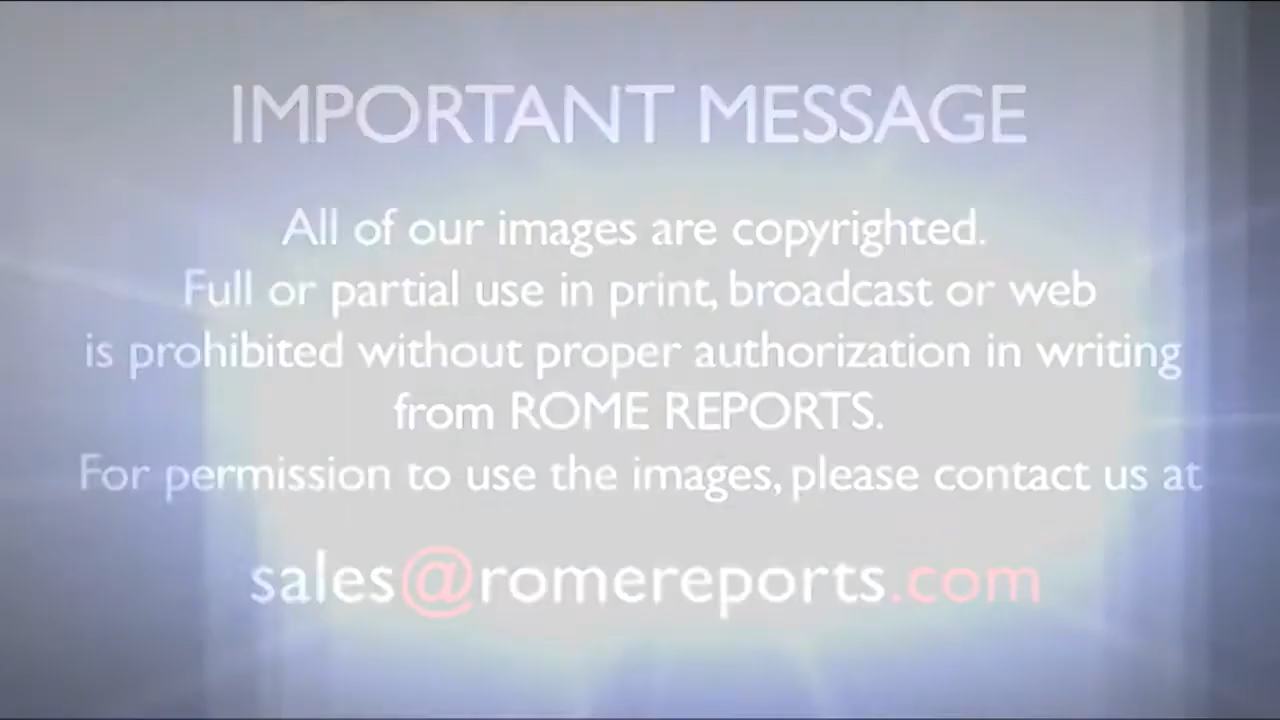 IMPORTANT MESSAGE
All of our images are copyrighted.
Full or partial use in print, broadcast or web
is prohibited without proper authorization in writing
from ROME REPORTS.
For permission to use the images, please contact us at
sales@romereports.com